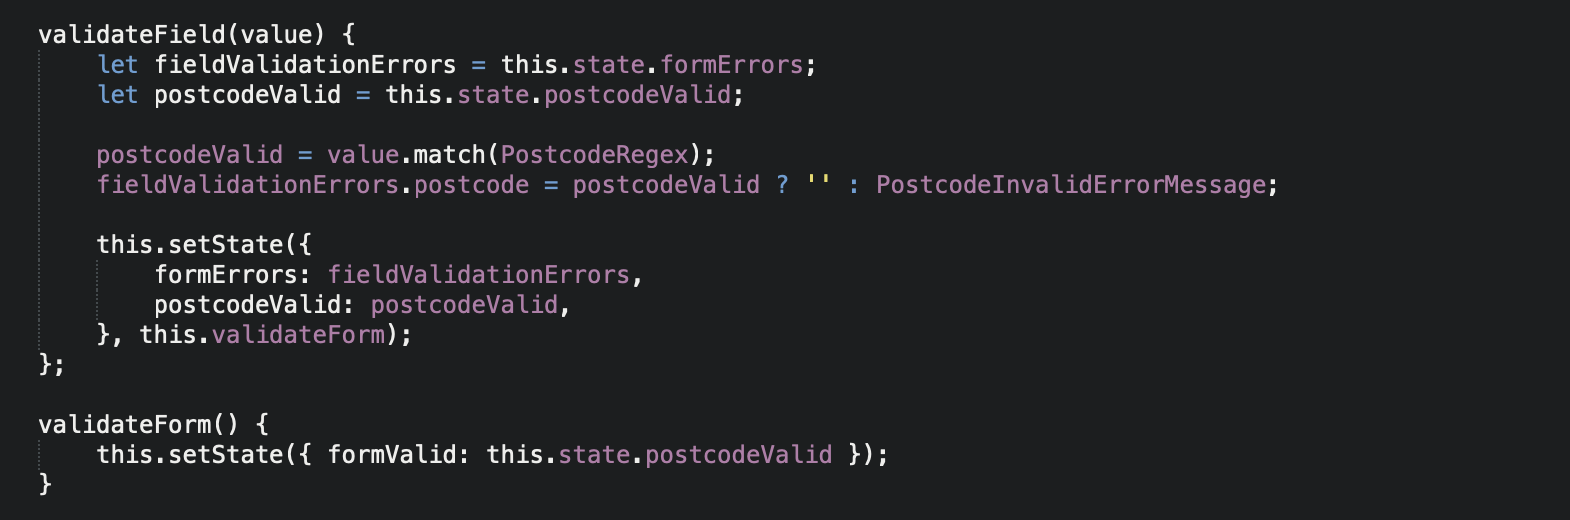 validateField(value) {
    let fieldValidationErrors = this.state.formErrors;
    let postcodeValid = this.state.postcodeValid;

    postcodeValid = value.match(PostcodeRegex);
    fieldValidationErrors.postcode = postcodeValid ? '' : PostcodeInvalidErrorMessage;

    this.setState({
        formErrors: fieldValidationErrors,
        postcodeValid: postcodeValid,
    }, this.validateForm);
};

validateForm() {
    this.setState({ formValid: this.state.postcodeValid });
}